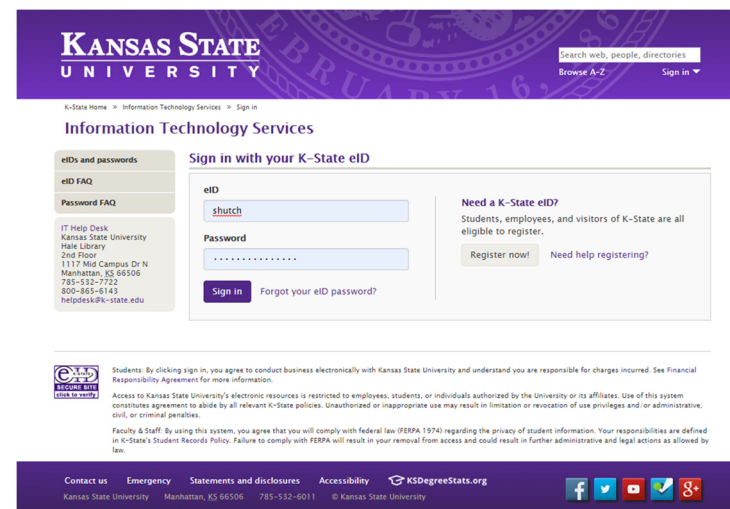 KANSAS STATE
UNIVERSITY
FEBRUARY 16, 86
Search web, people, directories
Browse A-Z Sign in
K-State Home » Information Technology Services » Sign in
Information Technology Services
eIDs and passwords
eID FAQ
Password FAQ
IT Help Desk
Kansas State University
Hale Library
2nd Floor
1117 Mid Campus Dr N
Manhattan, KS 66506
785-532-7722
800-865-6143
helpdesk@k-state.edu
Sign in with your K-State eID
eID
shutch
Password
···············
Sign in Forgot your eID password?
Need a K-State eID?
Students, employees, and visitors of K-State are all
eligible to register.
Register now! Need help registering?
eID
SECURE SITE
click to verify
Students: By clicking sign in, you agree to conduct business electronically with Kansas State University and understand you are responsible for charges incurred. See Financial
Responsibility Agreement for more information.
Access to Kansas State University's electronic resources is restricted to employees, students, or individuals authorized by the University or its affiliates. Use of this system
constitutes agreement to abide by all relevant K-State policies. Unauthorized or inappropriate use may result in limitation or revocation of use privileges and/or administrative,
civil, or criminal penalties.
Faculty & Staff: By using this system, you agree that you will comply with federal law (FERPA 1974) regarding the privacy of student information. Your responsibilities are defined
in K-State's Student Records Policy. Failure to comply with FERPA will result in your removal from access and could result in further administrative and legal actions as allowed by
law.
Contact us Emergency Statements and disclosures Accessibility KSDegreeStats.org
Kansas State University Manhattan, KS 66506 785-532-6011 © Kansas State University